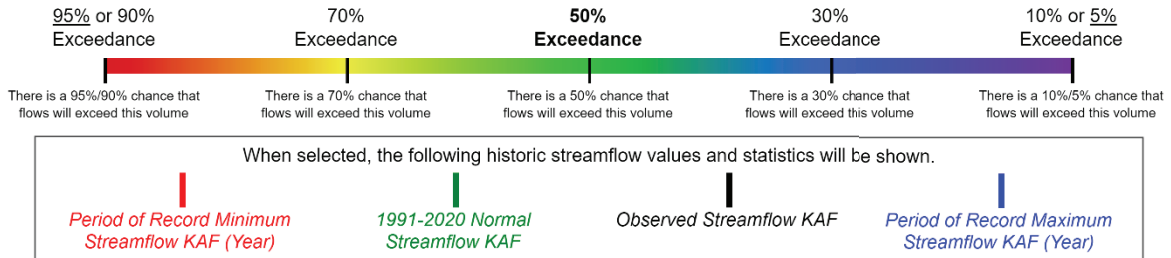 95% or 90% Exceedance
70% Exceedance
50% Exceedance
30% Exceedance
10% or 5% Exceedance
There is a 95%/90% chance that
flows will exceed this volume
There is a 70% chance that
flows will exceed this volume
There is a 50% chance that
flows will exceed this volume
There is a 30% chance that
flows will exceed this volume
There is a 10%/5% chance that
flows will exceed this volume
When selected, the following historic streamflow values and statistics will be shown.
Period of Record Minimum
Streamflow KAF (Year)
1991-2020 Normal
Streamflow KAF
Observed Streamflow KAF
Period of Record Maximum
Streamflow KAF (Year)